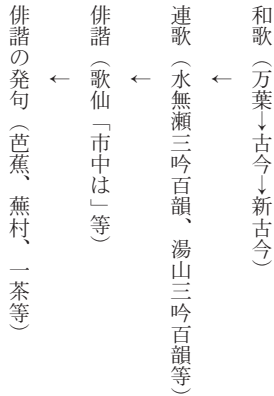 和歌（万葉→古今→新古今）
←
連歌（水無瀬三吟百韻、湯山三吟百韻等）
←
俳諧（歌仙「市中は」等）
←
俳諧の発句（芭蕉、蕪村、一茶等）